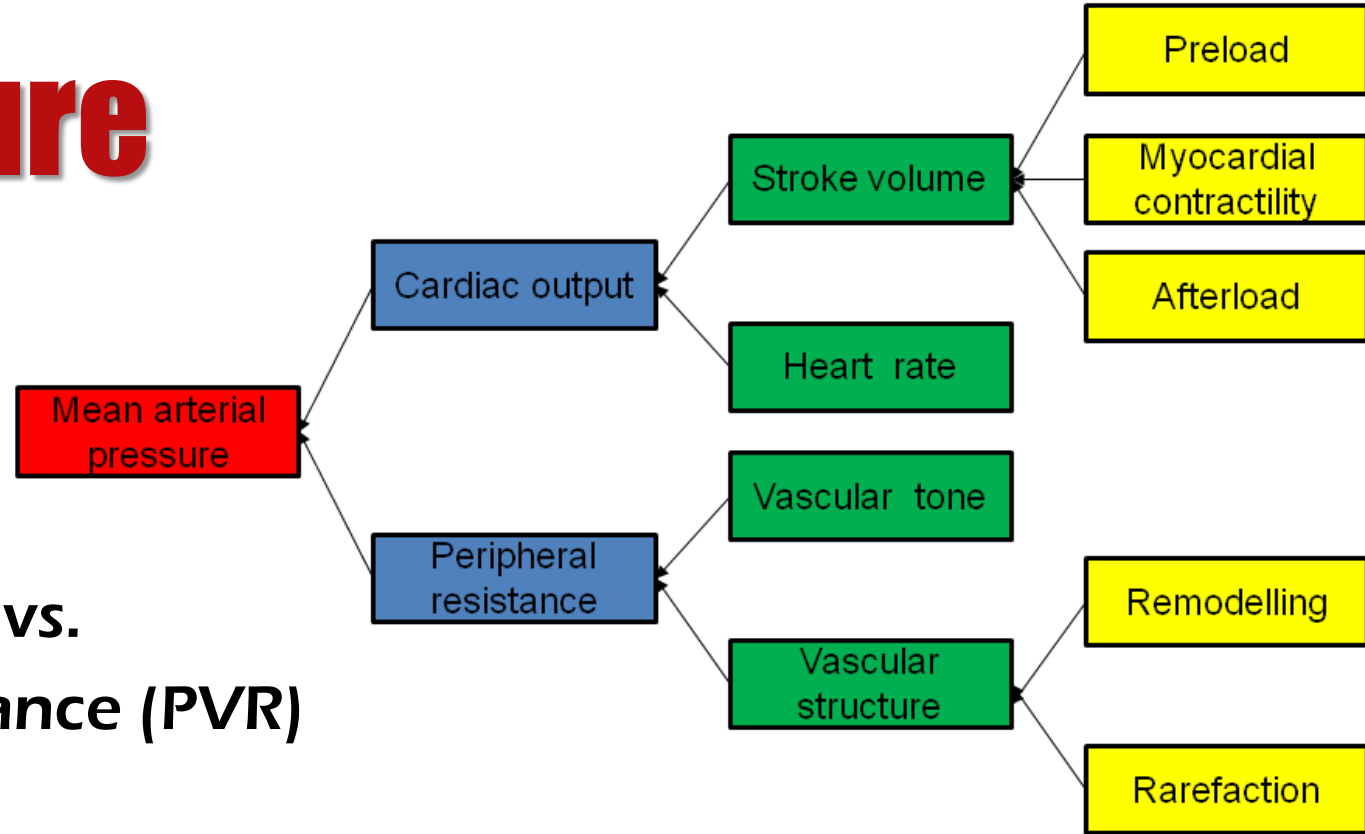 ure
Preload
Myocardial
contractility
Afterload
Stroke volume
Cardiac output
Heart rate
Mean arterial
pressure
Vascular tone
Peripheral
resistance
Vascular
structure
Remodelling
Rarefaction
vs.
ance (PVR)